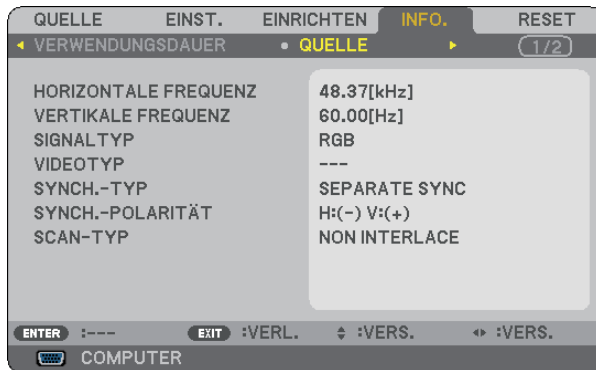 QUELLE EINST. EINRICHTEN INFO. RESET
VERWENDUNGSDAUER QUELLE (1/2)
HORIZONTALE FREQUENZ 48.37[kHz]
VERTIKALE FREQUENZ 60.00[Hz]
SIGNALTYP RGB
VIDEOTYP ---
SYNCH.-TYP SEPARATE SYNC
SYNCH.-POLARITÄT H:(-) V:(+)
SCAN-TYP NON INTERLACE
ENTER :--- EXIT :VERL. :VERS. :VERS.
COMPUTER